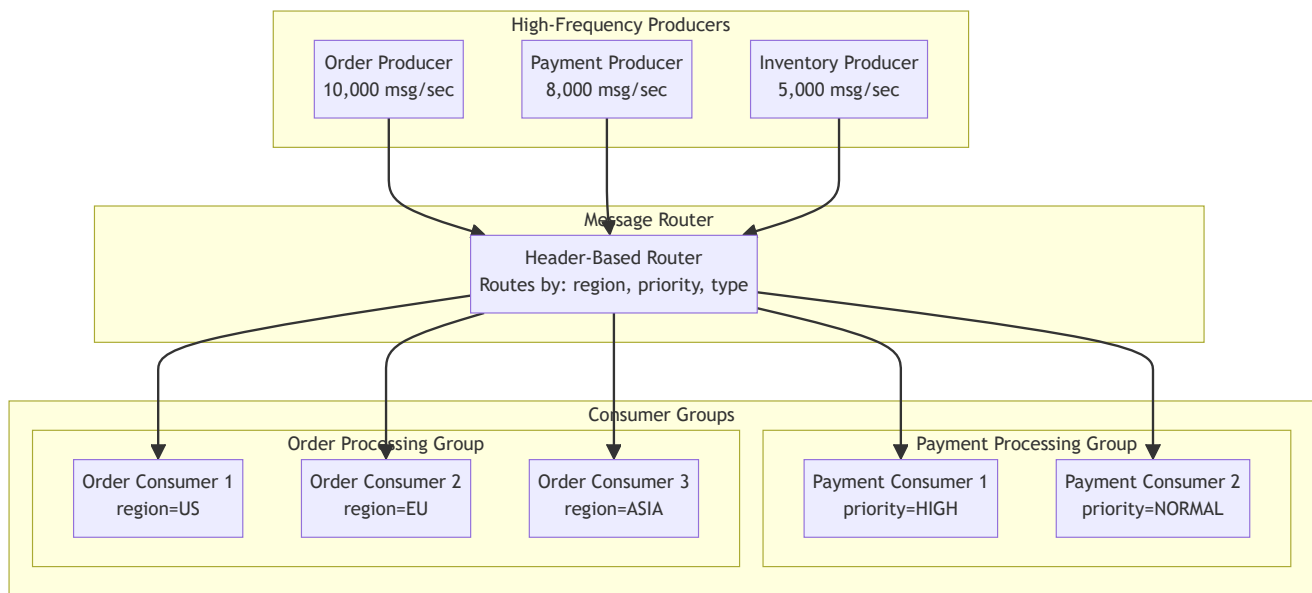 High-Frequency Producers
Order Producer
10,000 msg/sec
Payment Producer
8,000 msg/sec
Inventory Producer
5,000 msg/sec
Message Router
Header-Based Router
Routes by: region, priority, type
Consumer Groups
Order Processing Group
Order Consumer 1
region=US
Order Consumer 2
region=EU
Order Consumer 3
region=ASIA
Payment Processing Group
Payment Consumer 1
priority=HIGH
Payment Consumer 2
priority=NORMAL